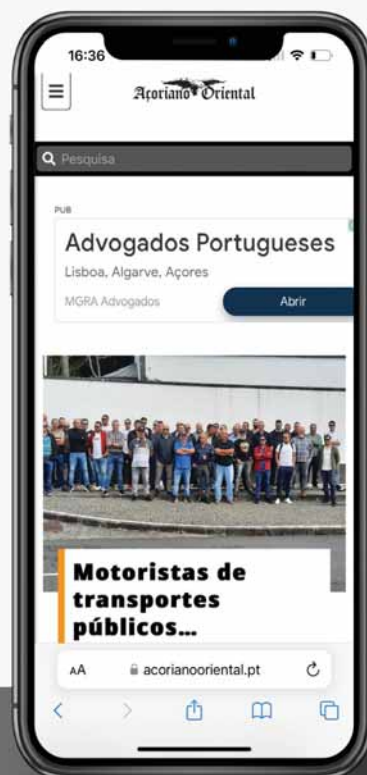 16:36
Açoriano Oriental
Pesquisa
PUB
Advogados Portugueses
Lisboa, Algarve, Açores
MGRA Advogados
Abrir
Motoristas de
transportes
públicos...
AA
acorianooriental.pt